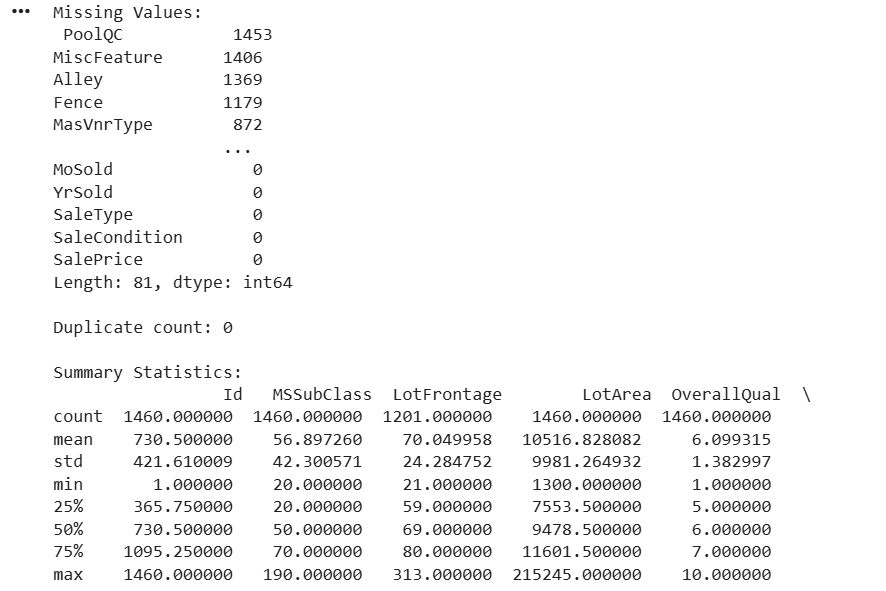 ••• Missing Values:
PoolQC 1453
MiscFeature 1406
Alley 1369
Fence 1179
MasVnrType 872
...
MoSold 0
YrSold 0
SaleType 0
SaleCondition 0
SalePrice 0
Length: 81, dtype: int64
Duplicate count: 0
Summary Statistics:
Id MSSubClass LotFrontage LotArea OverallQual \
count 1460.000000 1460.000000 1201.000000 1460.000000 1460.000000
mean 730.500000 56.897260 70.049958 10516.828082 6.099315
std 421.610009 42.300571 24.284752 9981.264932 1.382997
min 1.000000 20.000000 21.000000 1300.000000 1.000000
25% 365.750000 20.000000 59.000000 7553.500000 5.000000
50% 730.500000 50.000000 69.000000 9478.500000 6.000000
75% 1095.250000 70.000000 80.000000 11601.500000 7.000000
max 1460.000000 190.000000 313.000000 215245.000000 10.000000